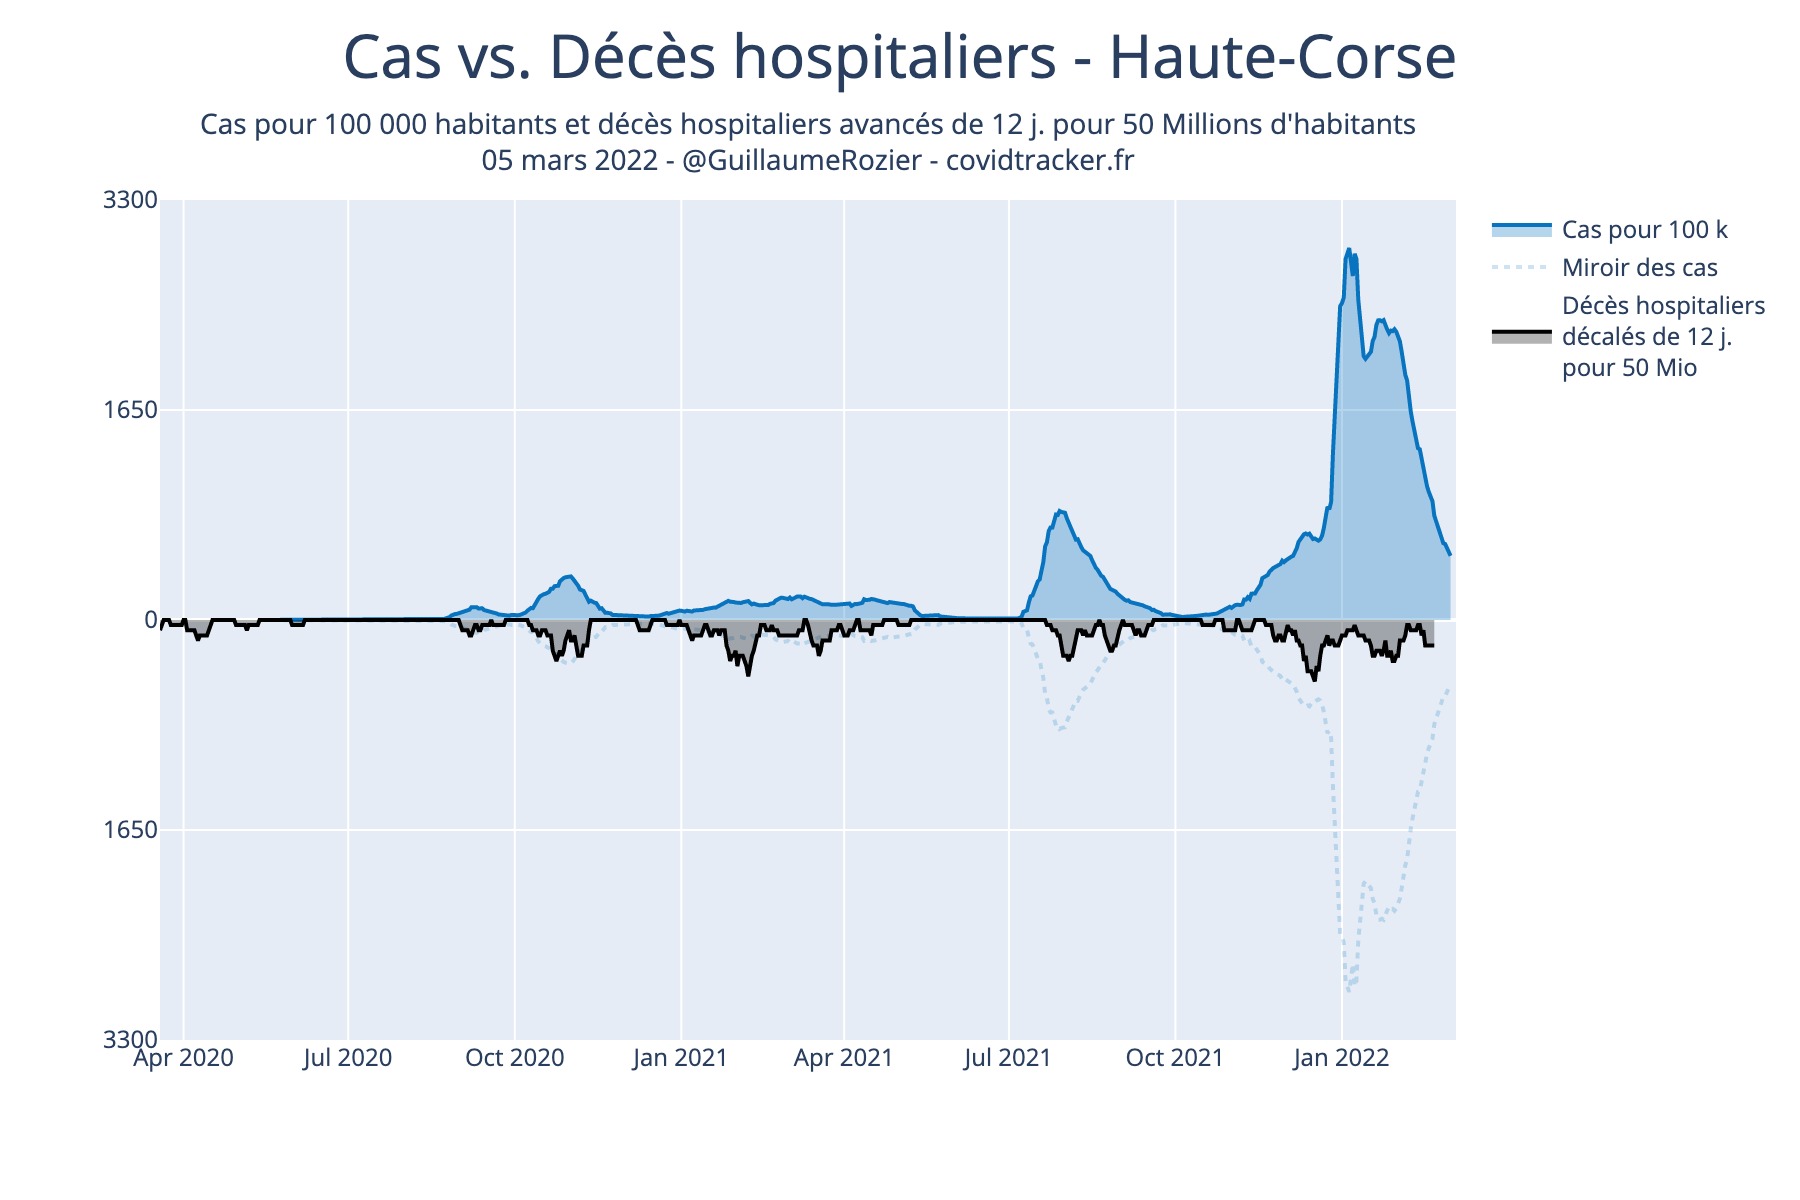 Cas vs. Décès hospitaliers - Haute-Corse
Cas pour 100 000 habitants et décès hospitaliers avancés de 12 j. pour 50 Millions d'habitants
05 mars 2022 - @GuillaumeRozier - covidtracker.fr
3300
1650
0
1650
3300
Apr 2020
Jul 2020
Oct 2020
Jan 2021
Apr 2021
Jul 2021
Oct 2021
Jan 2022
Cas pour 100 k
Miroir des cas
Décès hospitaliers
décalés de 12 j.
pour 50 Mio